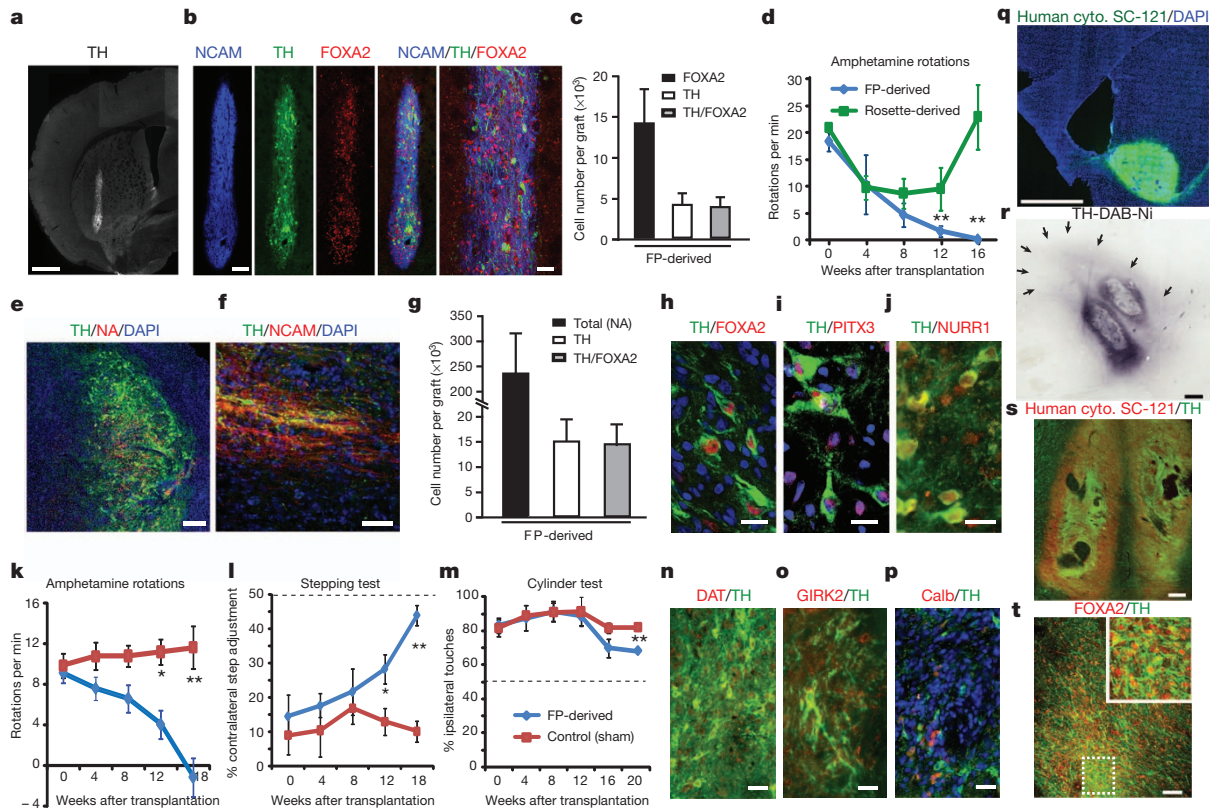 a
TH
b
NCAM TH FOXA2 NCAM/TH/FOXA2
c
Cell number per graft (×10³)
20
15
10
5
0
FOXA2
TH
TH/FOXA2
FP-derived
d
Amphetamine rotations
Rotations per min
30
25
20
15
10
5
0
FP-derived
Rosette-derived
** **
0 4 8 12 16
Weeks after transplantation
q
Human cyto. SC-121/DAPI
r
TH-DAB-Ni
e
TH/NA/DAPI
f
TH/NCAM/DAPI
g
Cell number per graft (×10³)
350
300
250
200
20
15
10
5
0
Total (NA)
TH
TH/FOXA2
FP-derived
h
TH/FOXA2
i
TH/PITX3
j
TH/NURR1
s
Human cyto. SC-121/TH
k
Amphetamine rotations
Rotations per min
16
12
8
4
0
– 4
* **
0 4 8 12 18
Weeks after transplantation
l
Stepping test
% contralateral step adjustment
50
40
30
20
10
0
*
**
0 4 8 12 18
Weeks after transplantation
m
Cylinder test
% ipsilateral touches
100
80
60
40
20
0
**
FP-derived
Control (sham)
0 4 8 12 16 20
Weeks after transplantation
n
DAT/TH
o
GIRK2/TH
p
Calb/TH
t
FOXA2/TH